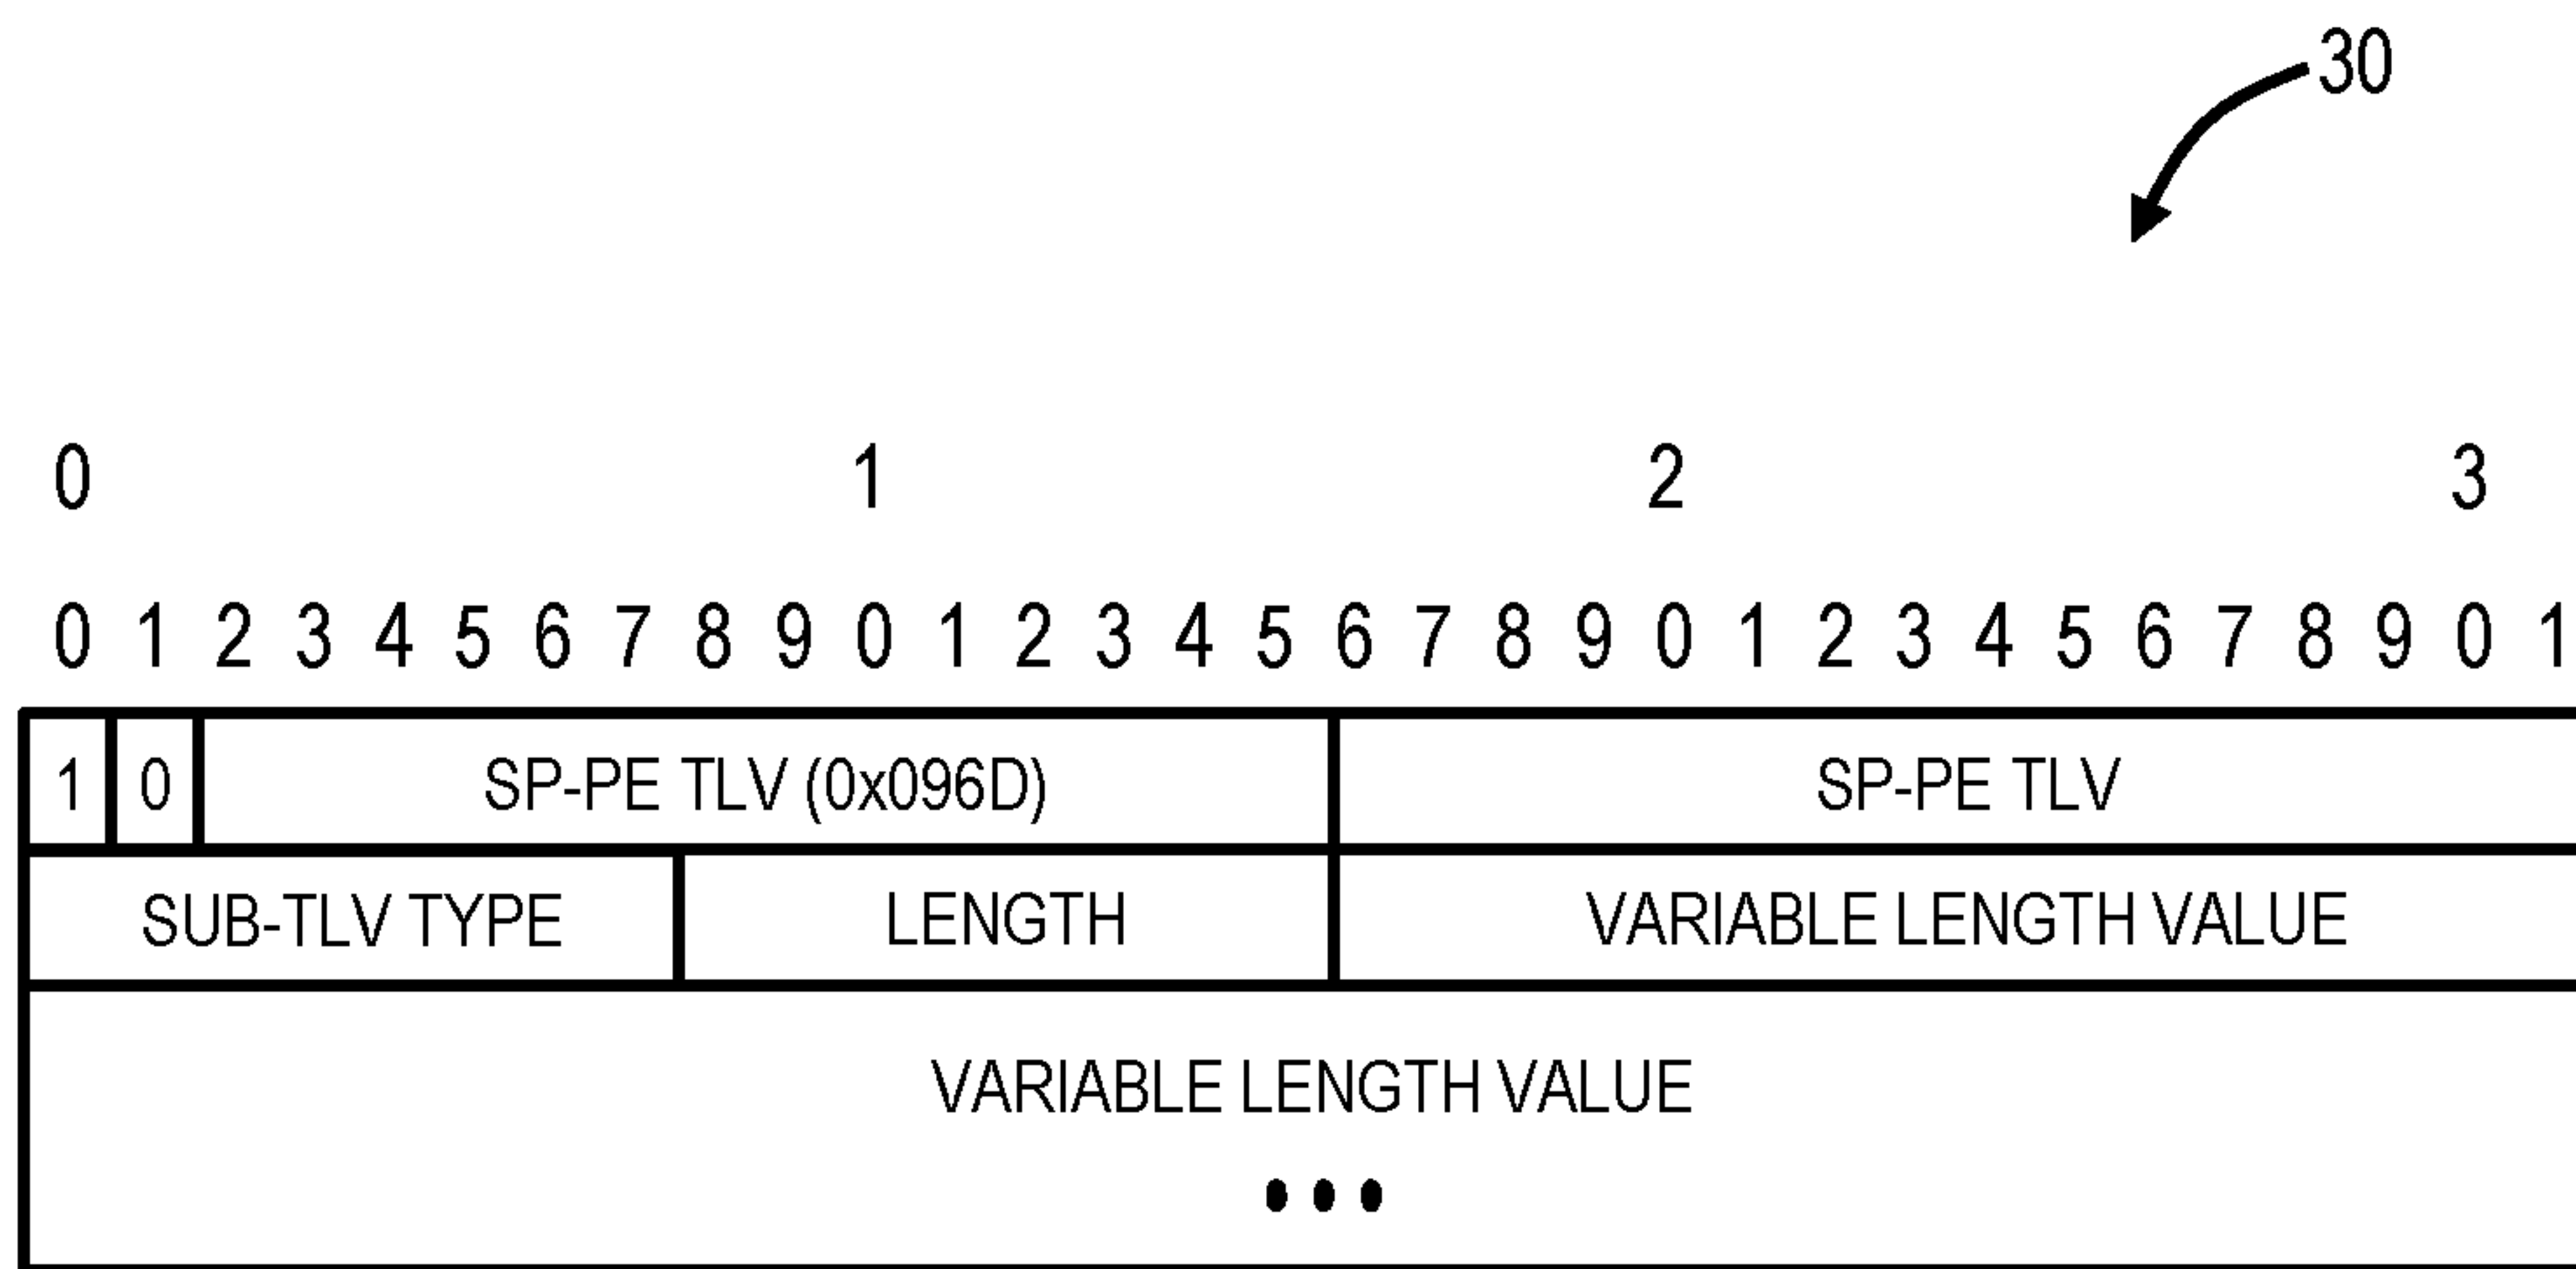 30
0 1 2 3
0 1 2 3 4 5 6 7 8 9 0 1 2 3 4 5 6 7 8 9 0 1 2 3 4 5 6 7 8 9 0 1
1 0 SP-PE TLV (0x096D) SP-PE TLV
SUB-TLV TYPE LENGTH VARIABLE LENGTH VALUE
VARIABLE LENGTH VALUE
•••